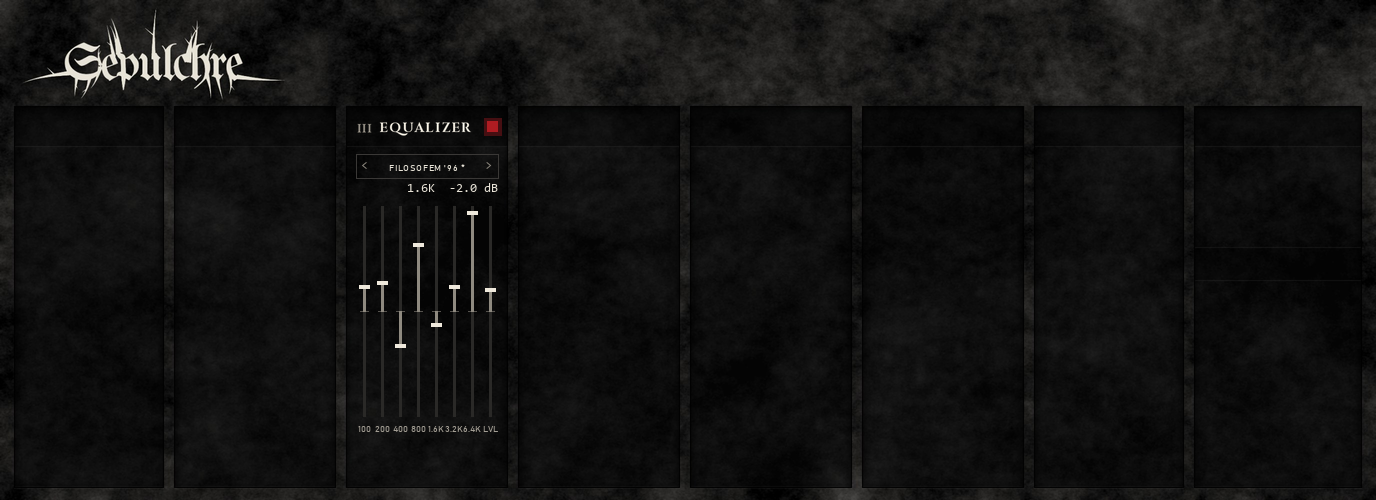 Sepulchre
III EQUALIZER
< FILOSOFEM '96 * >
1.6K -2.0 dB
100 200 400 800 1.6K 3.2K 6.4K LVL